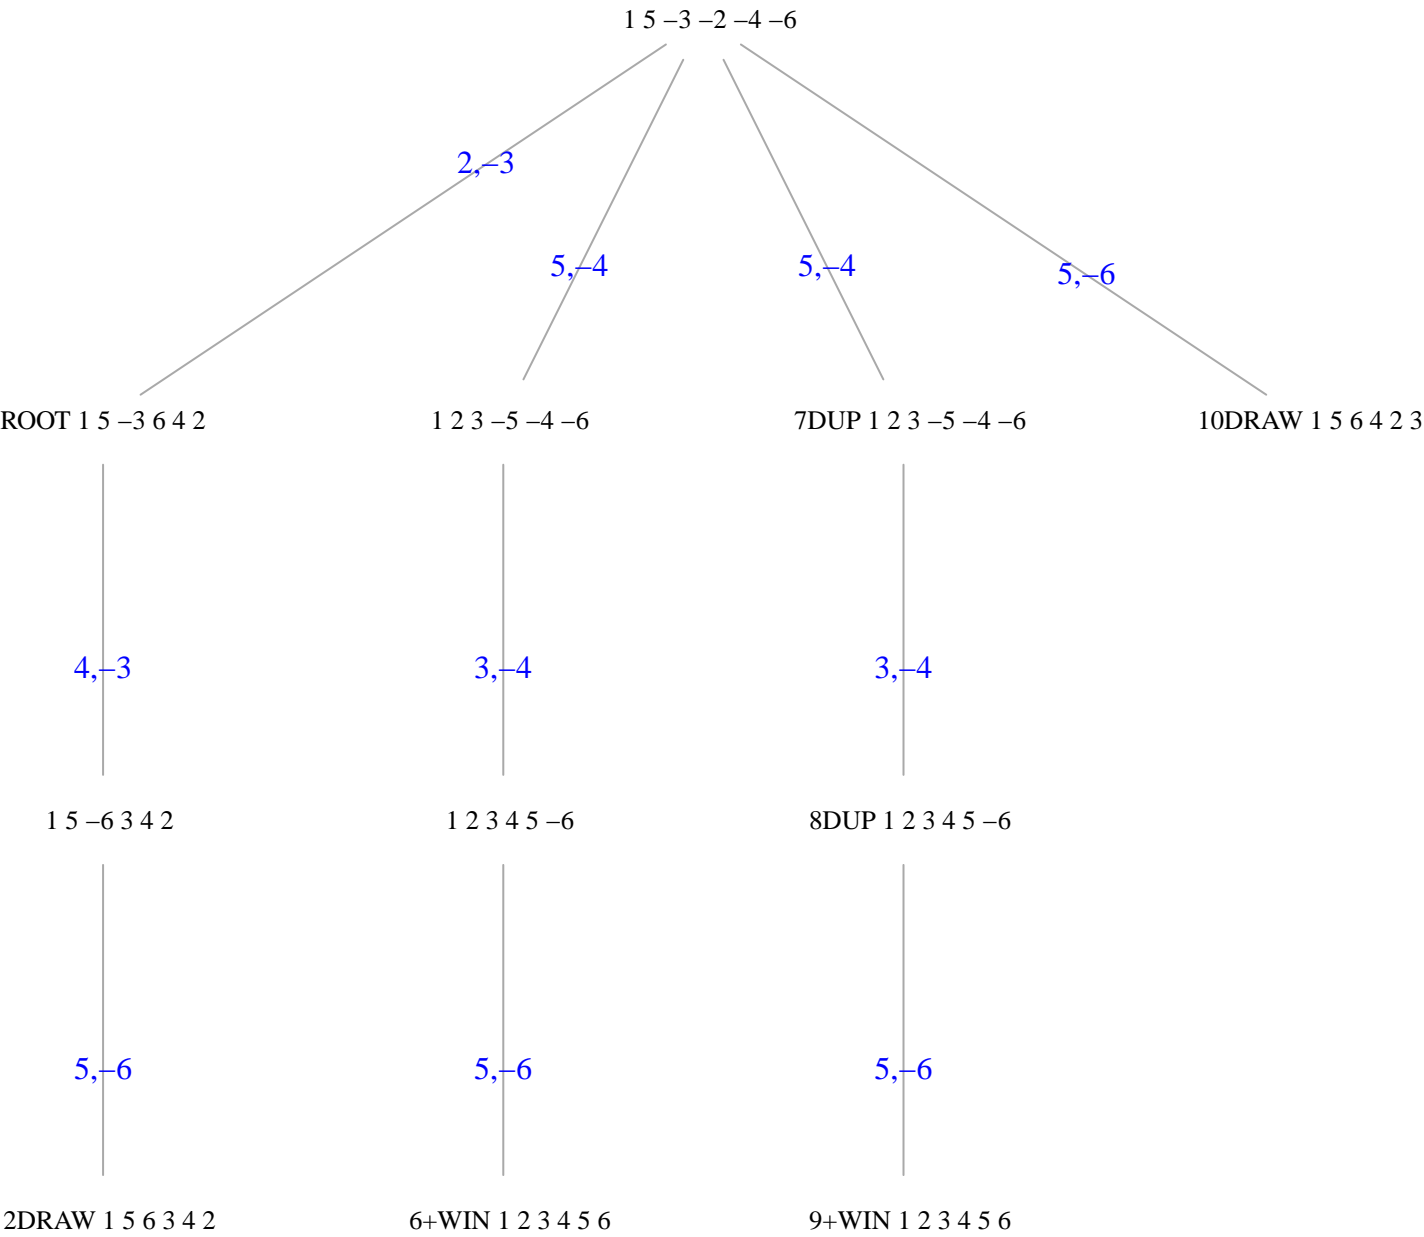 1 5 –3 –2 –4 –6
2,–3
5,–4
5,–4
5,–6
ROOT 1 5 –3 6 4 2
1 2 3 –5 –4 –6
7DUP 1 2 3 –5 –4 –6
10DRAW 1 5 6 4 2 3
4,–3
3,–4
3,–4
1 5 –6 3 4 2
1 2 3 4 5 –6
8DUP 1 2 3 4 5 –6
5,–6
5,–6
5,–6
2DRAW 1 5 6 3 4 2
6+WIN 1 2 3 4 5 6
9+WIN 1 2 3 4 5 6